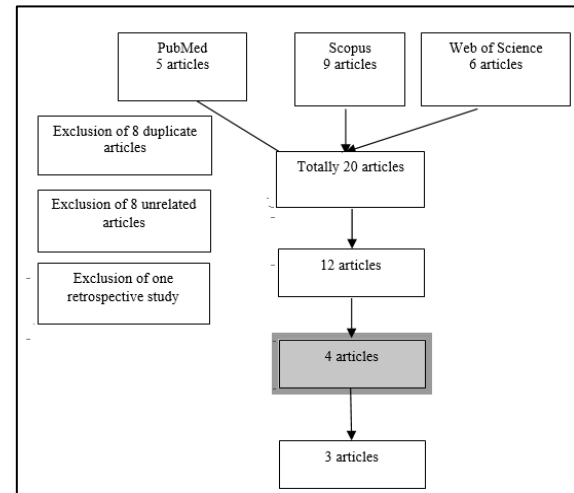 PubMed
5 articles
Scopus
9 articles
Web of Science
6 articles
Exclusion of 8 duplicate
articles
Totally 20 articles
Exclusion of 8 unrelated
articles
12 articles
Exclusion of one
retrospective study
4 articles
3 articles